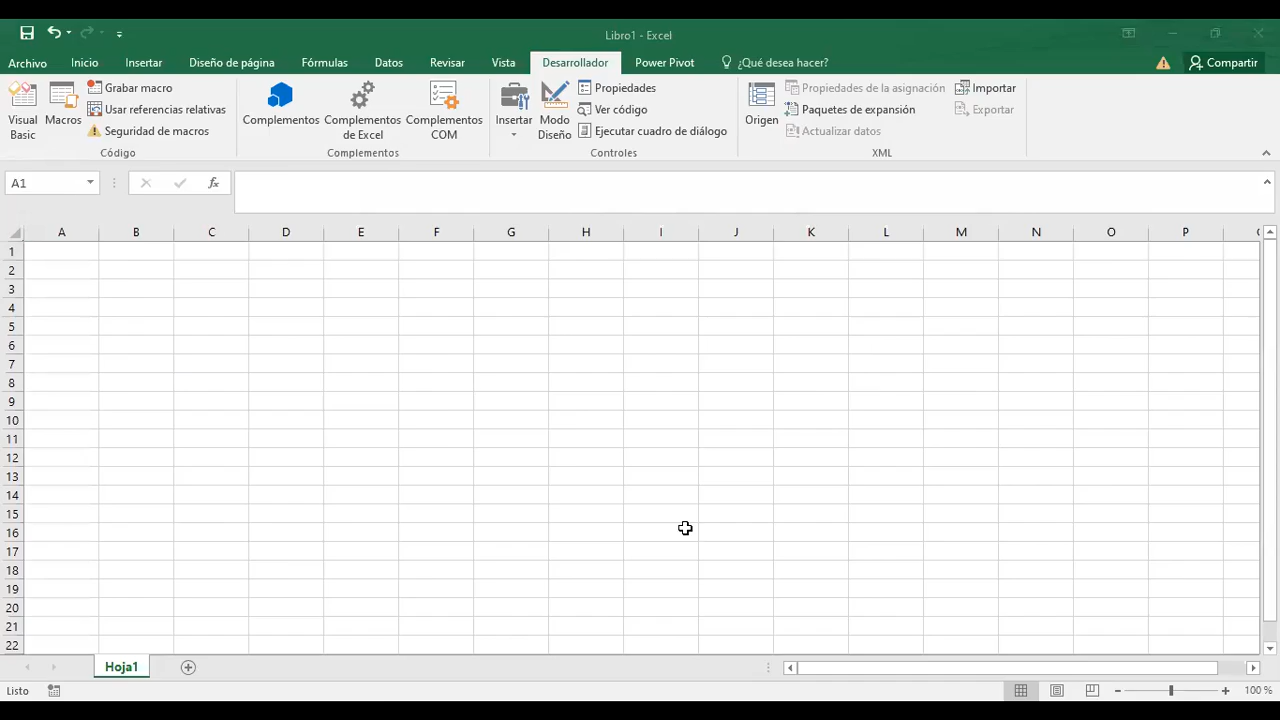 Libro1 - Excel
Archivo Inicio Insertar Diseño de página Fórmulas Datos Revisar Vista Desarrollador Power Pivot ¿Qué desea hacer? Compartir
Visual Basic
Macros
Grabar macro
Usar referencias relativas
Seguridad de macros
Código
Complementos
Complementos de Excel
Complementos COM
Complementos
Insertar
Modo Diseño
Propiedades
Ver código
Ejecutar cuadro de diálogo
Controles
Origen
Propiedades de la asignación
Paquetes de expansión
Actualizar datos
Importar
Exportar
XML
A1
fx
A B C D E F G H I J K L M N O P
1
2
3
4
5
6
7
8
9
10
11
12
13
14
15
16
17
18
19
20
21
22
Hoja1
Listo
100 %